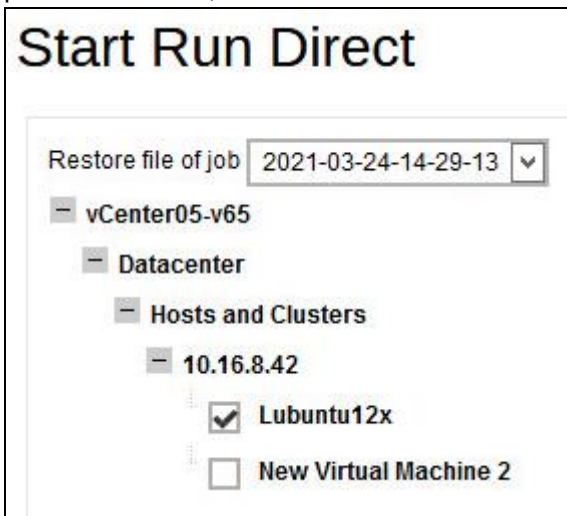 Start Run Direct
Restore file of job 2021-03-24-14-29-13
vCenter05-v65
Datacenter
Hosts and Clusters
10.16.8.42
Lubuntu12x
New Virtual Machine 2